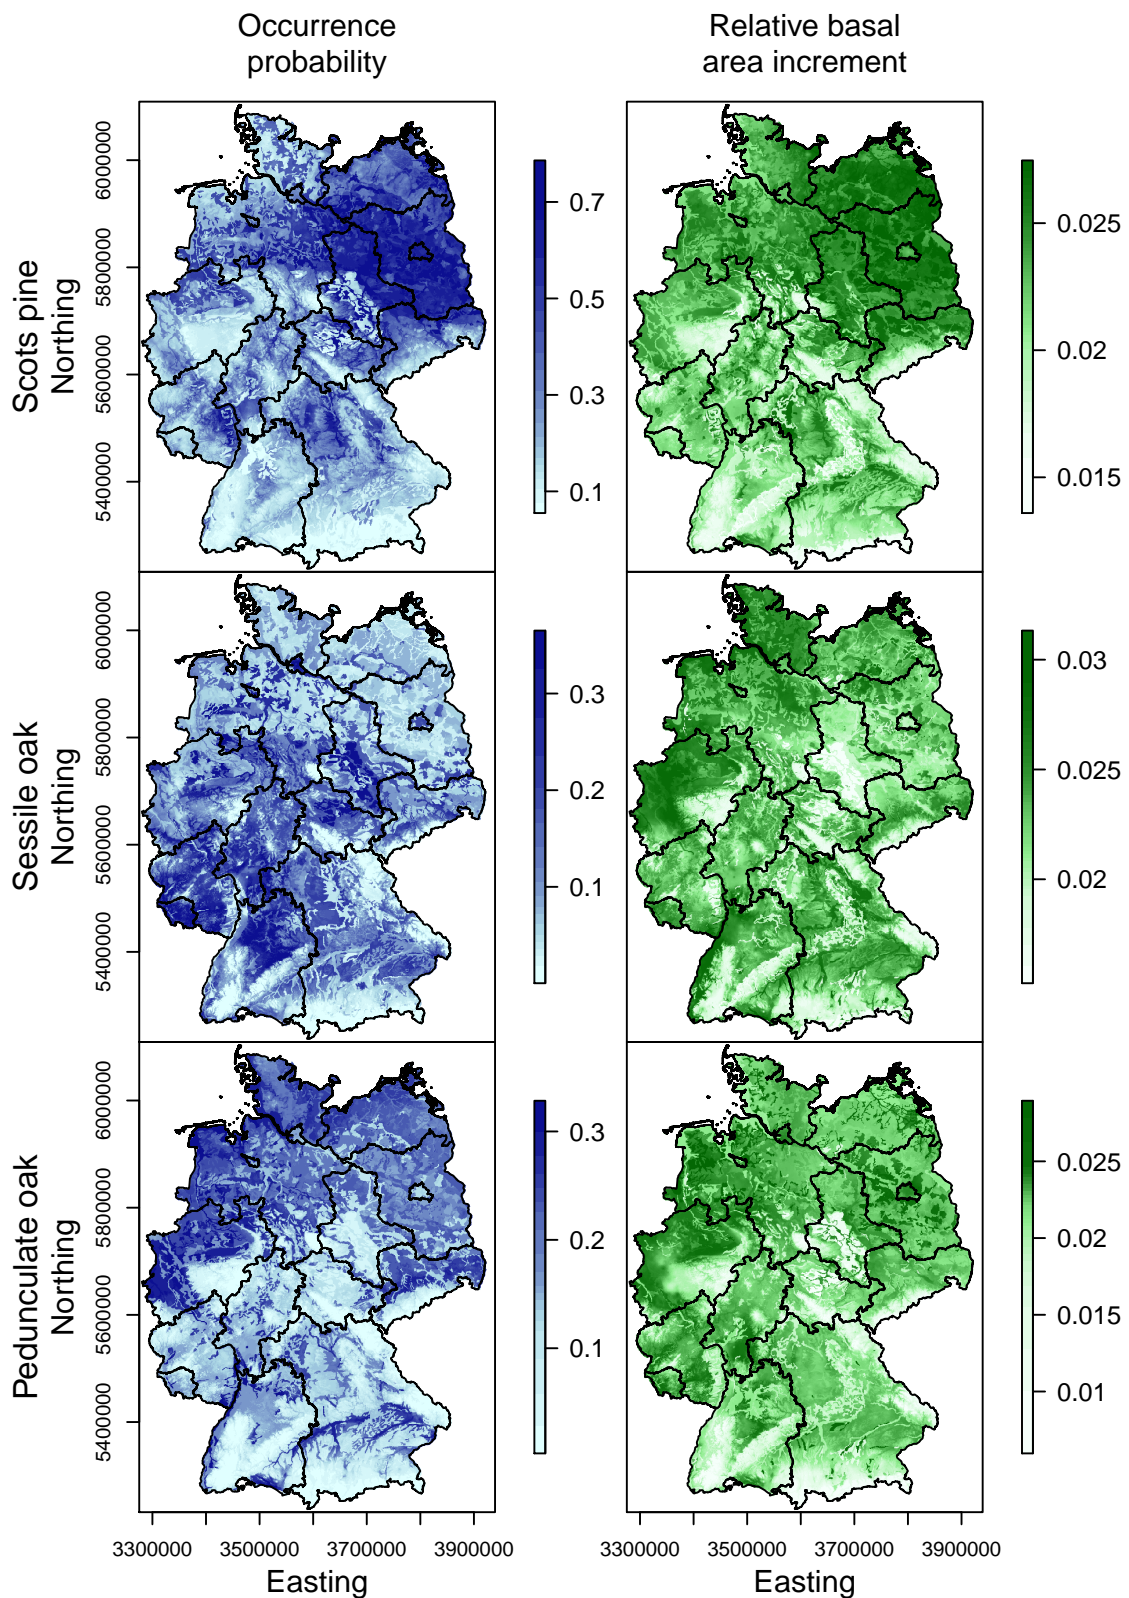 Occurrence
probability
Relative basal
area increment
Scots pine
Northing
6000000
5800000
5600000
5400000
0.7
0.5
0.3
0.1
0.025
0.02
0.015
Sessile oak
Northing
6000000
5800000
5600000
5400000
0.3
0.2
0.1
0.03
0.025
0.02
Pedunculate oak
Northing
6000000
5800000
5600000
5400000
0.3
0.2
0.1
0.025
0.02
0.015
0.01
3300000 3500000 3700000 3900000
Easting
3300000 3500000 3700000 3900000
Easting